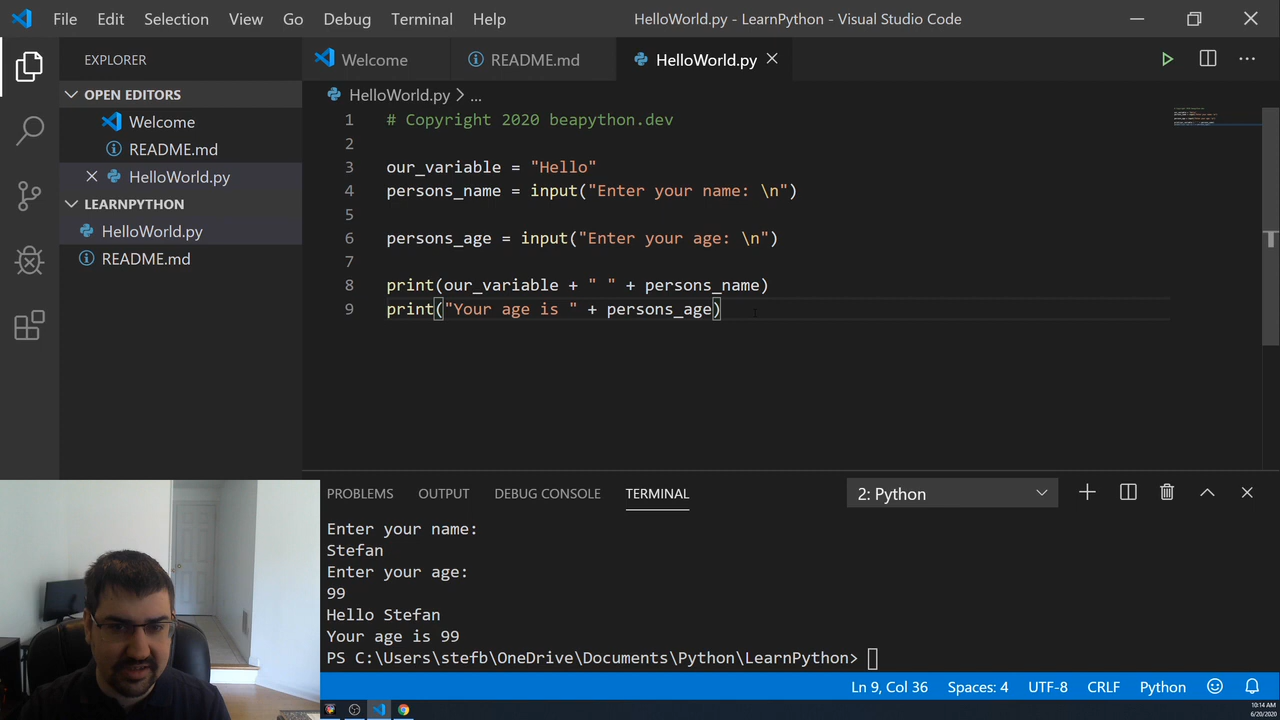 File Edit Selection View Go Debug Terminal Help HelloWorld.py - LearnPython - Visual Studio Code
EXPLORER
OPEN EDITORS
Welcome
README.md
HelloWorld.py
LEARNPYTHON
HelloWorld.py
README.md
Welcome README.md HelloWorld.py
HelloWorld.py > ...
1 # Copyright 2020 beapython.dev
2
3 our_variable = "Hello"
4 persons_name = input("Enter your name: \n")
5
6 persons_age = input("Enter your age: \n")
7
8 print(our_variable + " " + persons_name)
9 print("Your age is " + persons_age)
PROBLEMS OUTPUT DEBUG CONSOLE TERMINAL 2: Python
Enter your name:
Stefan
Enter your age:
99
Hello Stefan
Your age is 99
PS C:\Users\stefb\OneDrive\Documents\Python\LearnPython>
Ln 9, Col 36 Spaces: 4 UTF-8 CRLF Python
10:14 AM
6/20/2020